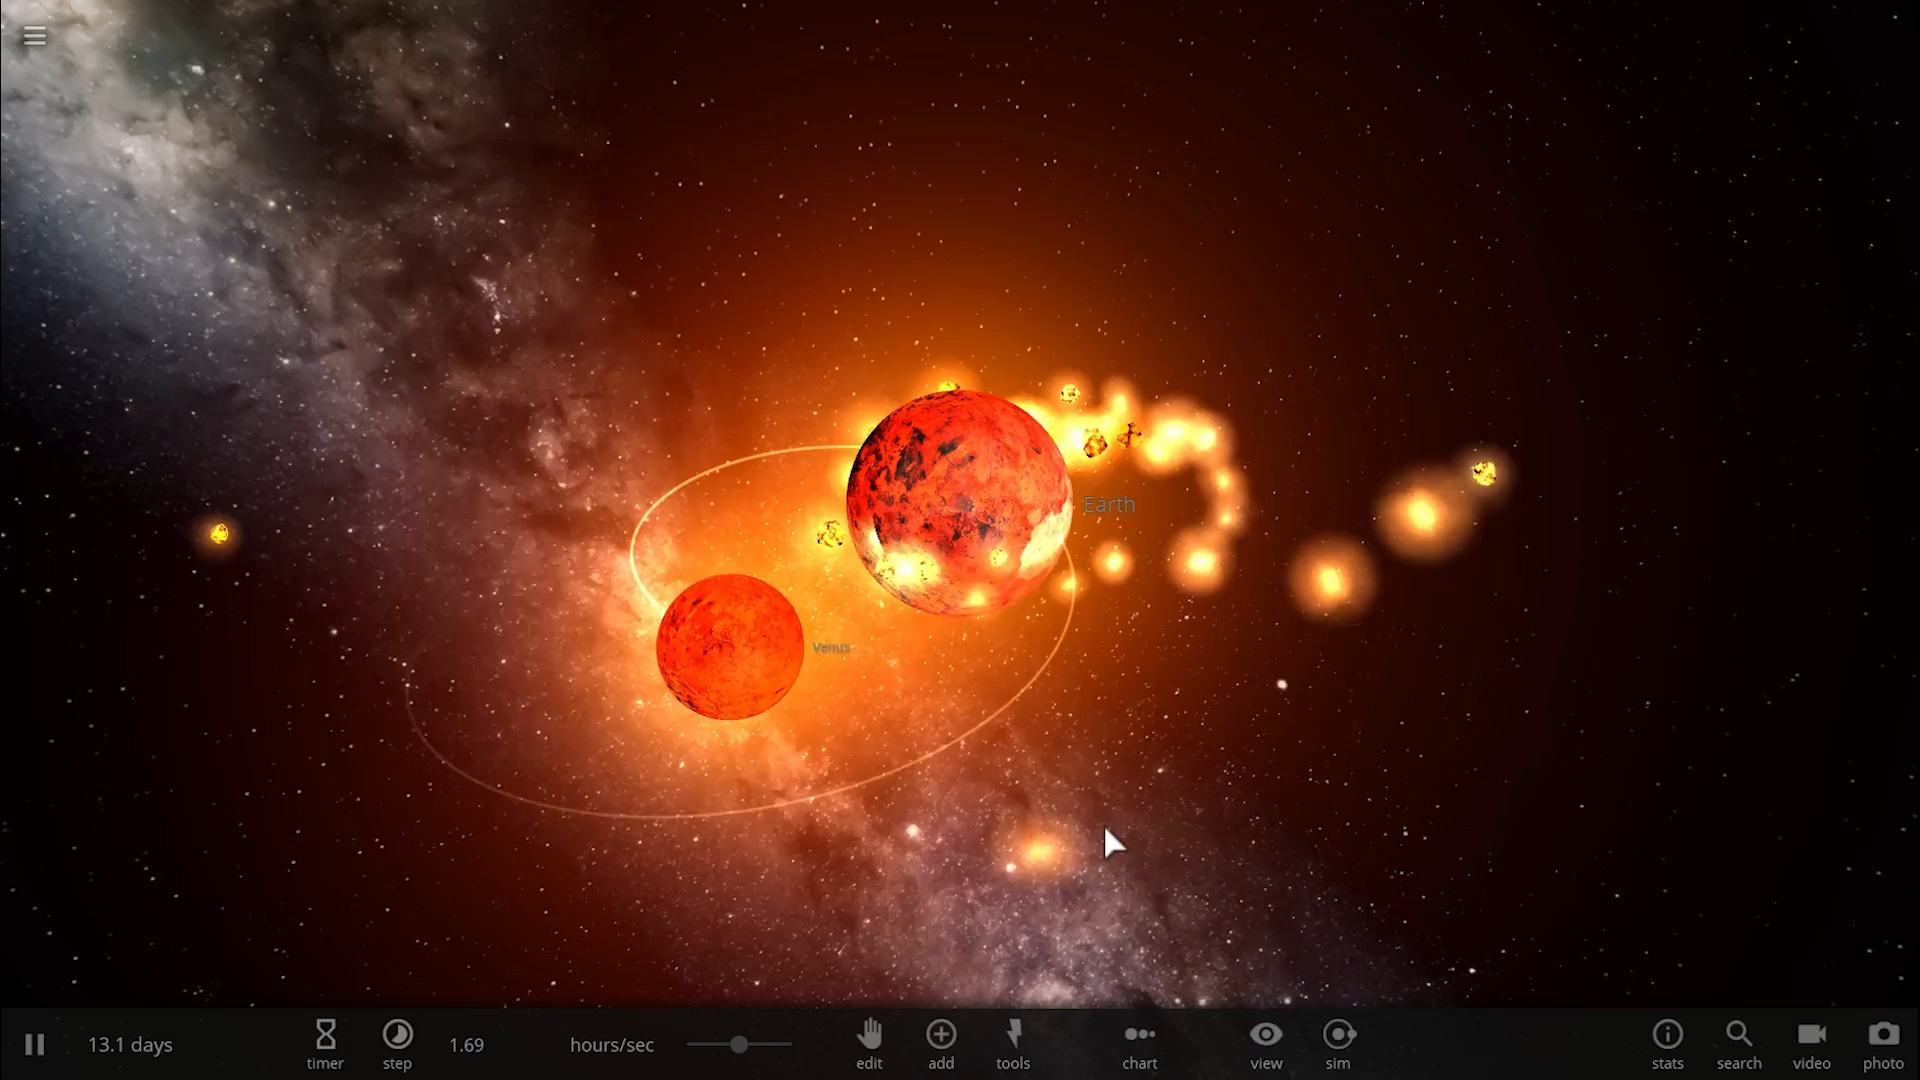 Earth
Venus
13.1 days
timer
step
1.69
hours/sec
edit
add
tools
chart
view
sim
stats
search
video
photo